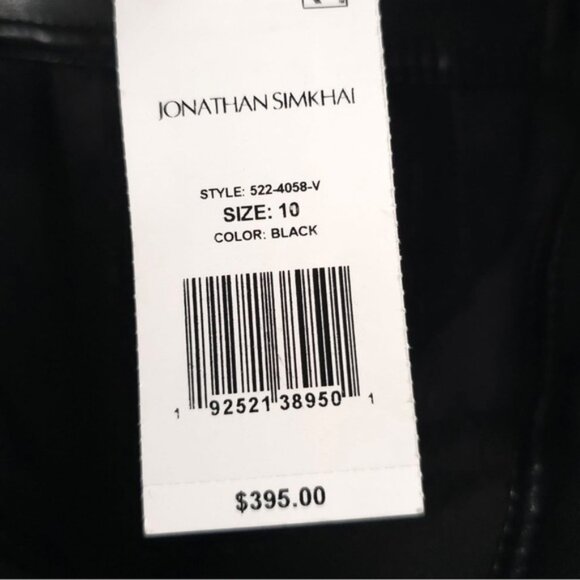 JONATHAN SIMKHAI
STYLE: 522-4058-V
SIZE: 10
COLOR: BLACK
1 92521 38950 1
$395.00